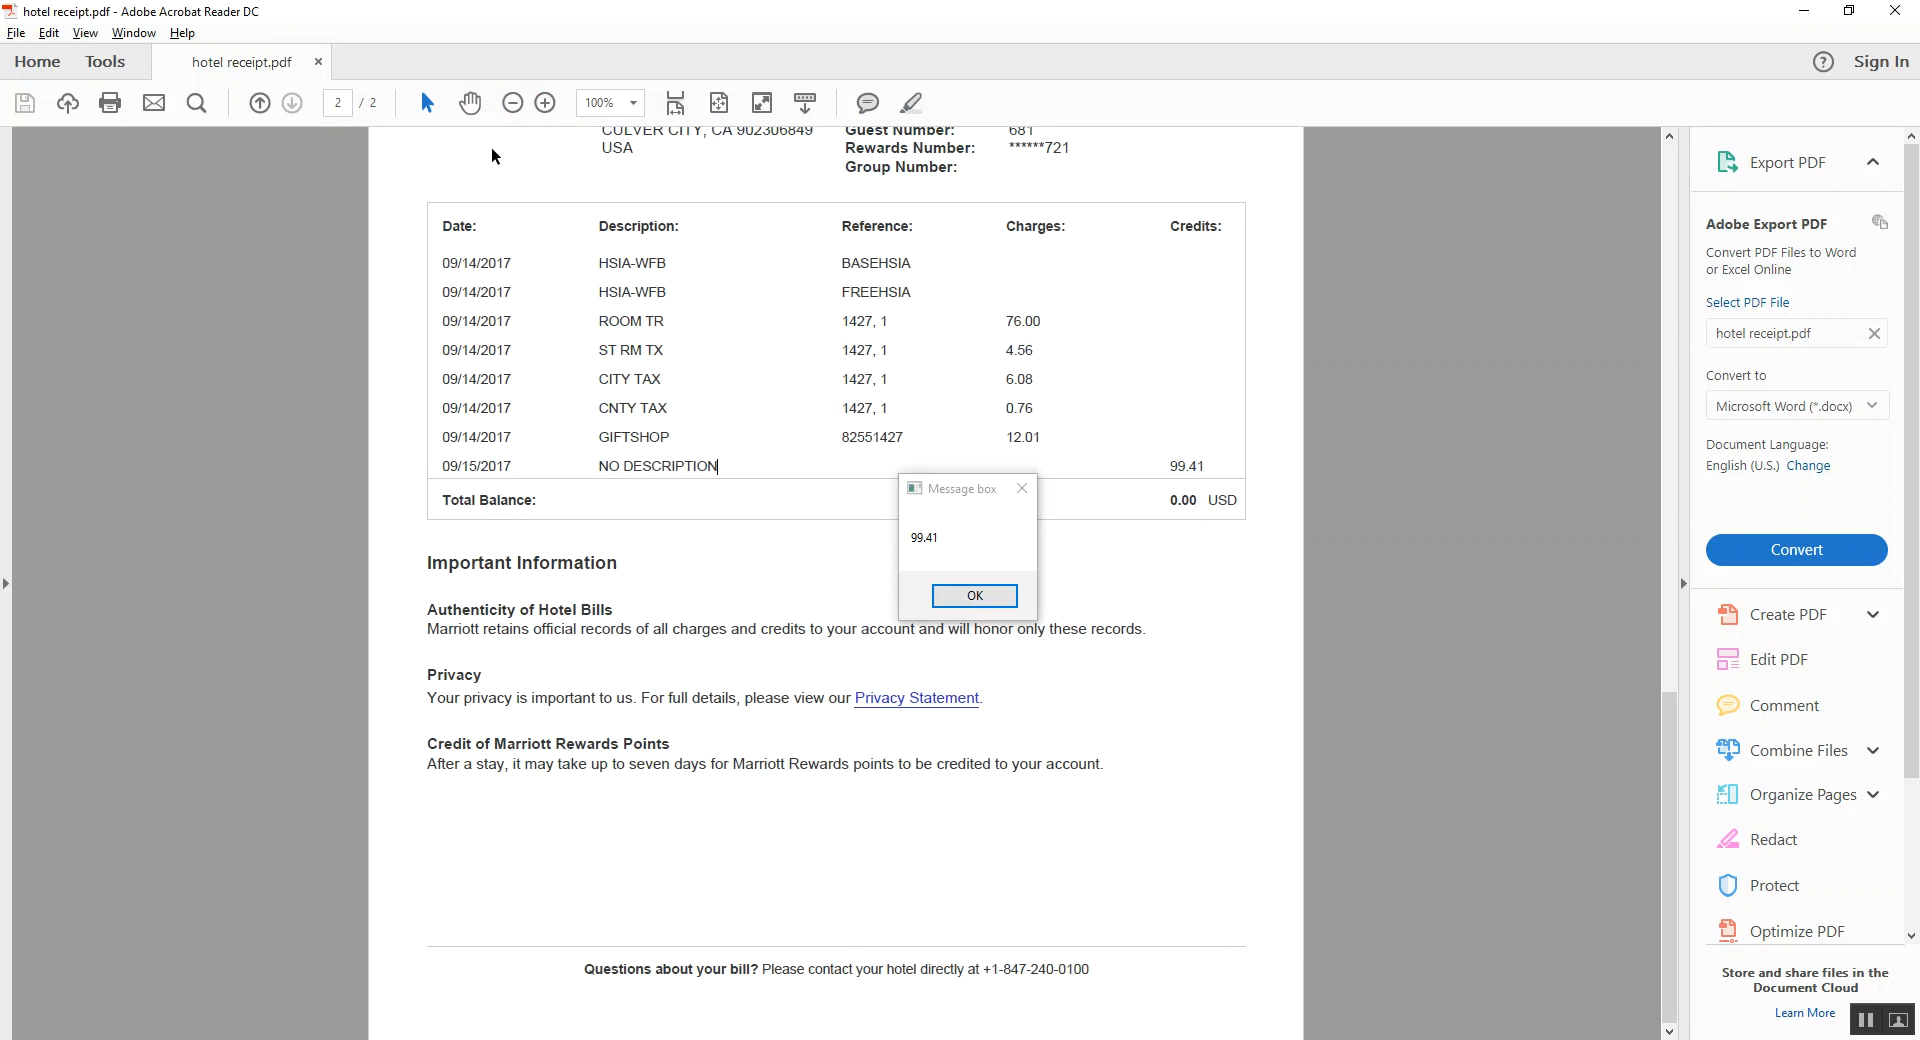 hotel receipt.pdf - Adobe Acrobat Reader DC
File Edit View Window Help
Home Tools hotel receipt.pdf × ? Sign In
2 / 2 100%
CULVER CITY, CA 902306849 Guest Number: 681
USA Rewards Number: ******721
Group Number:
Date: Description: Reference: Charges: Credits:
09/14/2017 HSIA-WFB BASEHSIA
09/14/2017 HSIA-WFB FREEHSIA
09/14/2017 ROOM TR 1427, 1 76.00
09/14/2017 ST RM TX 1427, 1 4.56
09/14/2017 CITY TAX 1427, 1 6.08
09/14/2017 CNTY TAX 1427, 1 0.76
09/14/2017 GIFTSHOP 82551427 12.01
09/15/2017 NO DESCRIPTION 99.41
Total Balance: 0.00 USD
Message box
99.41
OK
Important Information
Authenticity of Hotel Bills
Marriott retains official records of all charges and credits to your account and will honor only these records.
Privacy
Your privacy is important to us. For full details, please view our Privacy Statement.
Credit of Marriott Rewards Points
After a stay, it may take up to seven days for Marriott Rewards points to be credited to your account.
Questions about your bill? Please contact your hotel directly at +1-847-240-0100
Export PDF
Adobe Export PDF
Convert PDF Files to Word
or Excel Online
Select PDF File
hotel receipt.pdf
Convert to
Microsoft Word (*.docx)
Document Language:
English (U.S.) Change
Convert
Create PDF
Edit PDF
Comment
Combine Files
Organize Pages
Redact
Protect
Optimize PDF
Store and share files in the
Document Cloud
Learn More